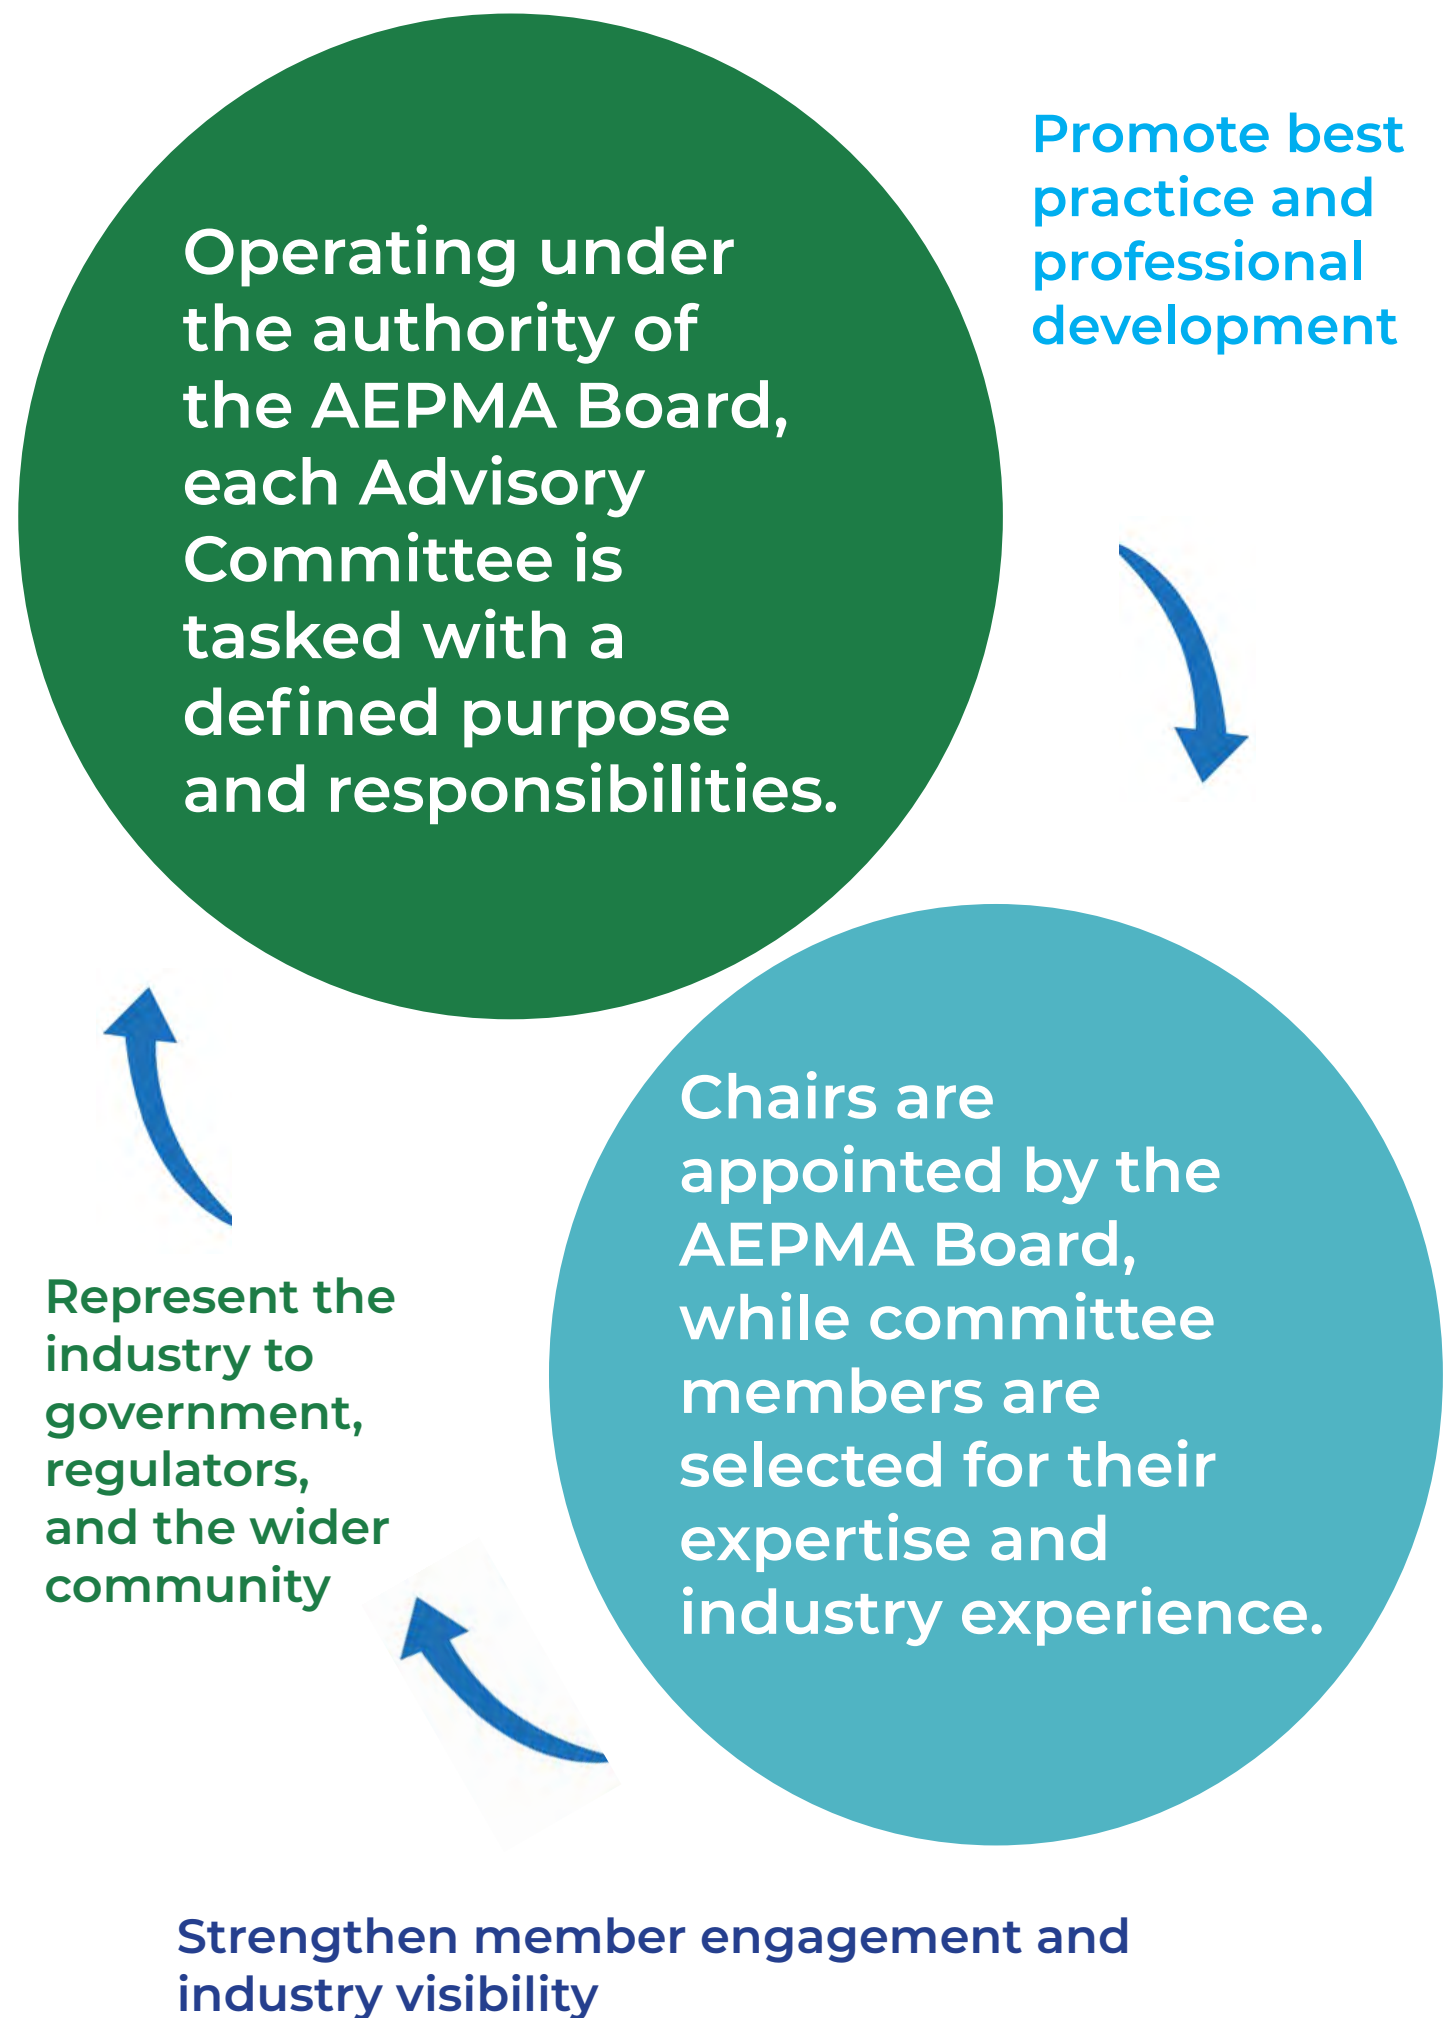 Promote best
practice and
professional
development
Operating under
the authority of
the AEPMA Board,
each Advisory
Committee is
tasked with a
defined purpose
and responsibilities.
Chairs are
appointed by the
AEPMA Board,
while committee
members are
selected for their
expertise and
industry experience.
Represent the
industry to
government,
regulators,
and the wider
community
Strengthen member engagement and
industry visibility